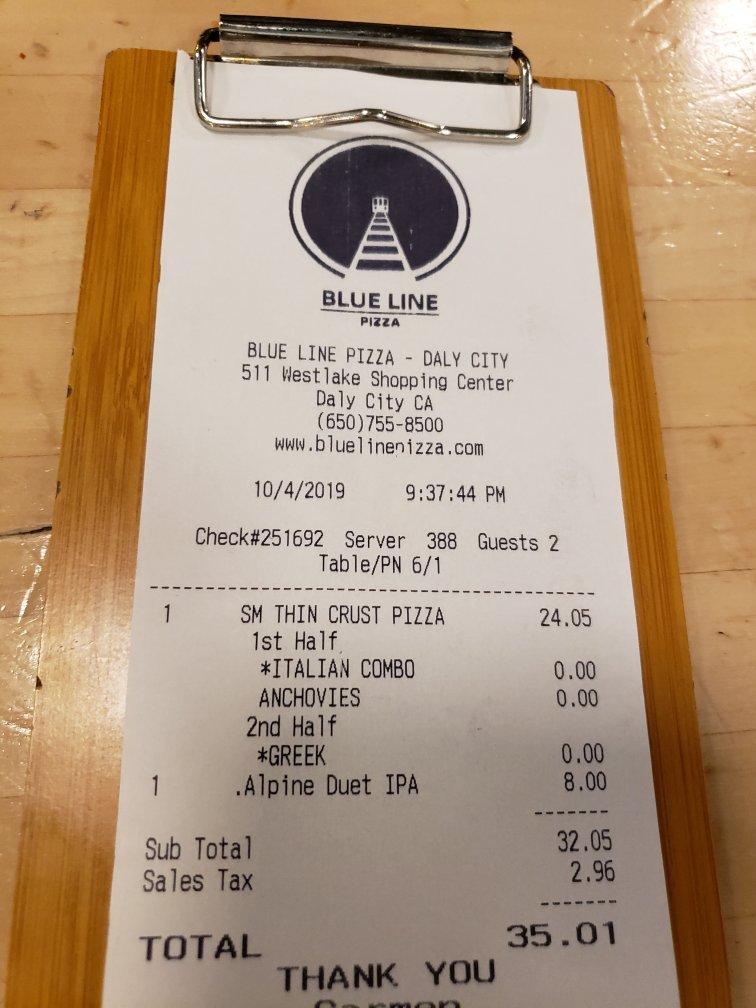 BLUE LINE
PIZZA
BLUE LINE PIZZA - DALY CITY
511 Westlake Shopping Center
Daly City CA
(650)755-8500
www.bluelinepizza.com
10/4/2019 9:37:44 PM
Check#251692 Server 388 Guests 2
Table/PN 6/1
1 SM THIN CRUST PIZZA 24.05
1st Half
*ITALIAN COMBO 0.00
ANCHOVIES 0.00
2nd Half
*GREEK 0.00
1 .Alpine Duet IPA 8.00
Sub Total 32.05
Sales Tax 2.96
TOTAL 35.01
THANK YOU